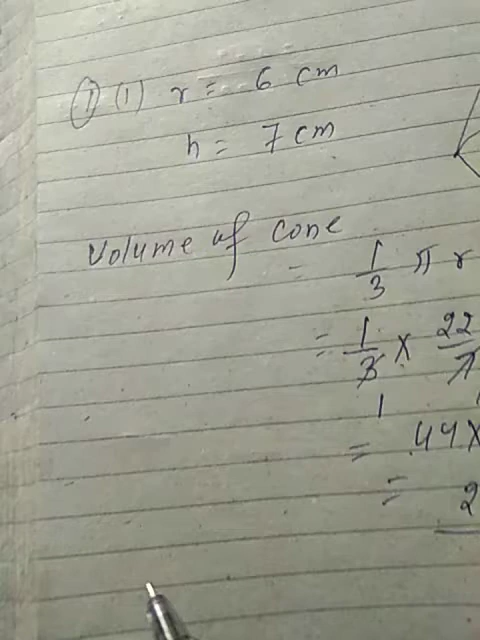 ① (1) r = 6 cm
h = 7 cm
Volume of cone
= 1/3 π r
= 1/3 × 22/7
1
= 44 ×
= 2